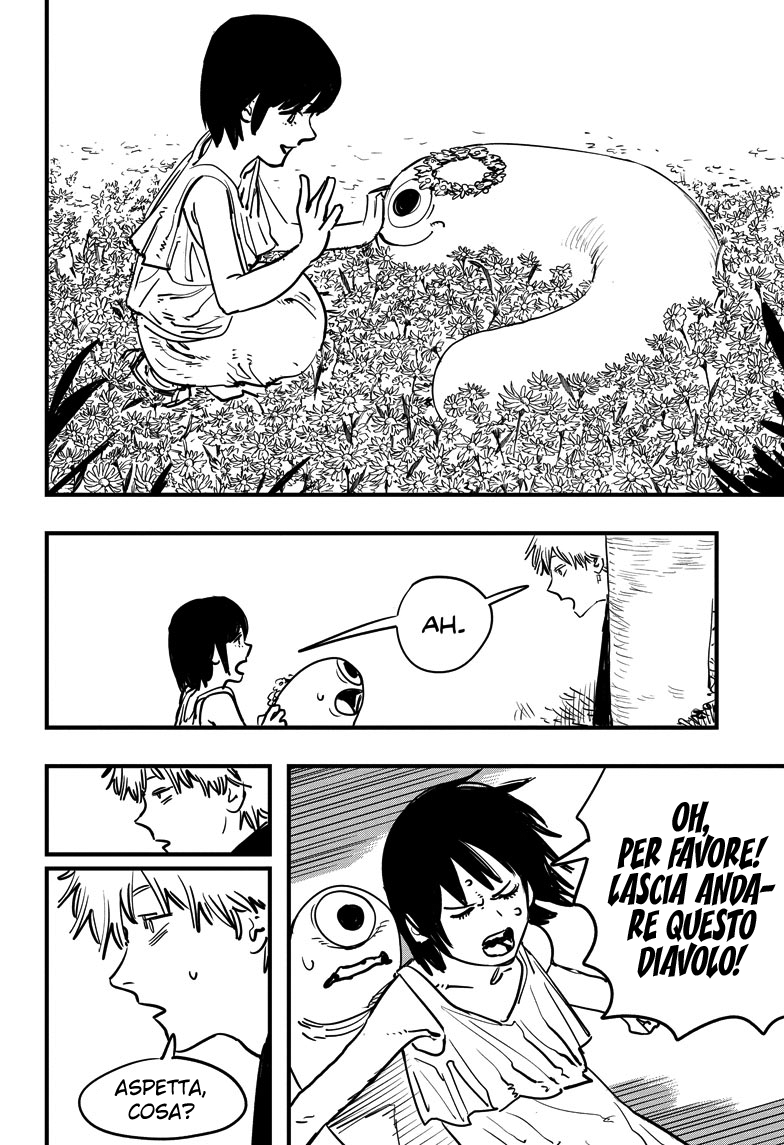 AH.
OH,
PER FAVORE!
LASCIA ANDA-
RE QUESTO
DIAVOLO!
ASPETTA,
COSA?